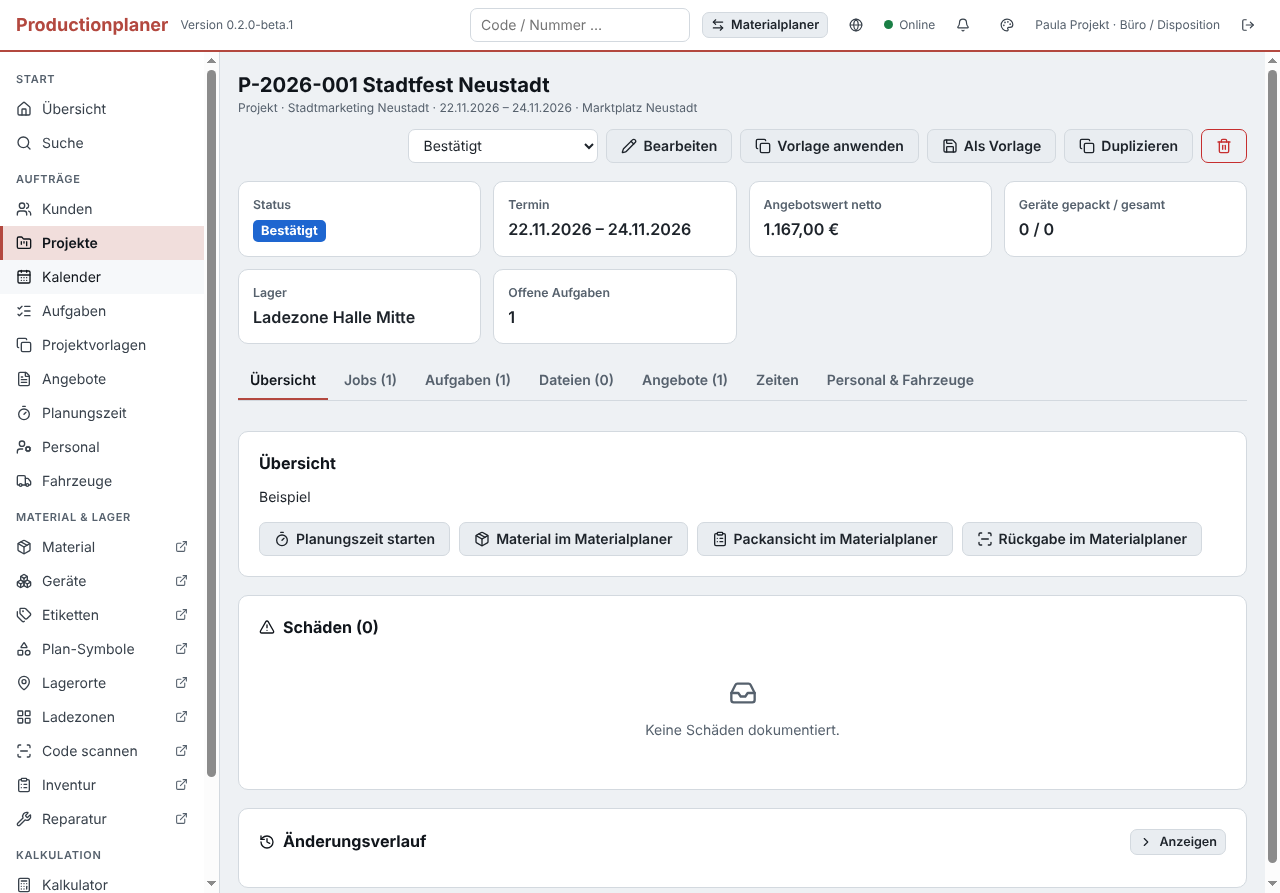 Productionplaner Version 0.2.0-beta.1 Code / Nummer ... Materialplaner Online Paula Projekt · Büro / Disposition
START
Übersicht
Suche
AUFTRÄGE
Kunden
Projekte
Kalender
Aufgaben
Projektvorlagen
Angebote
Planungszeit
Personal
Fahrzeuge
MATERIAL & LAGER
Material
Geräte
Etiketten
Plan-Symbole
Lagerorte
Ladezonen
Code scannen
Inventur
Reparatur
KALKULATION
Kalkulator
P-2026-001 Stadtfest Neustadt
Projekt · Stadtmarketing Neustadt · 22.11.2026 – 24.11.2026 · Marktplatz Neustadt
Bestätigt Bearbeiten Vorlage anwenden Als Vorlage Duplizieren
Status
Bestätigt
Termin
22.11.2026 – 24.11.2026
Angebotswert netto
1.167,00 €
Geräte gepackt / gesamt
0 / 0
Lager
Ladezone Halle Mitte
Offene Aufgaben
1
Übersicht Jobs (1) Aufgaben (1) Dateien (0) Angebote (1) Zeiten Personal & Fahrzeuge
Übersicht
Beispiel
Planungszeit starten Material im Materialplaner Packansicht im Materialplaner Rückgabe im Materialplaner
Schäden (0)
Keine Schäden dokumentiert.
Änderungsverlauf Anzeigen